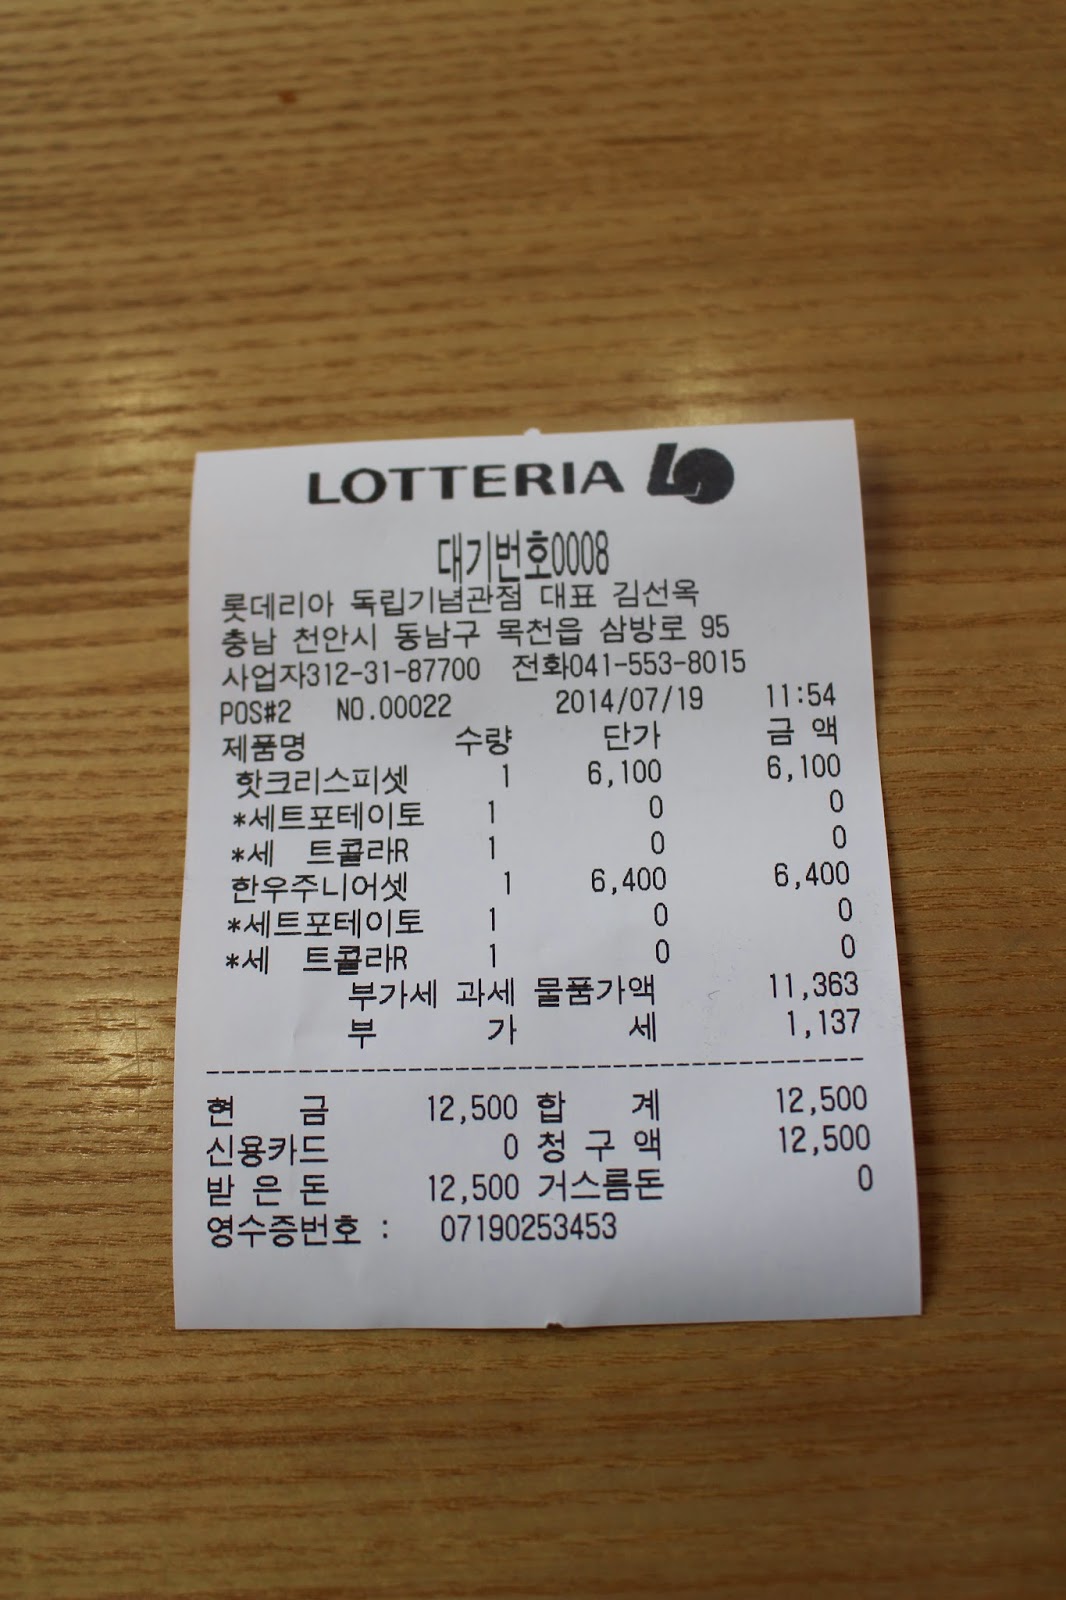 LOTTERIA
대기번호0008
롯데리아 독립기념관점 대표 김선옥
충남 천안시 동남구 목천읍 삼방로 95
사업자312-31-87700 전화041-553-8015
POS#2 NO.00022 2014/07/19 11:54
제품명 수량 단가 금 액
핫크리스피셋 1 6,100 6,100
*세트포테이토 1 0 0
*세 트콜라R 1 0 0
한우주니어셋 1 6,400 6,400
*세트포테이토 1 0 0
*세 트콜라R 1 0 0
부가세 과세 물품가액 11,363
부 가 세 1,137
현 금 12,500 합 계 12,500
신용카드 0 청 구 액 12,500
받 은 돈 12,500 거스름돈 0
영수증번호 : 07190253453